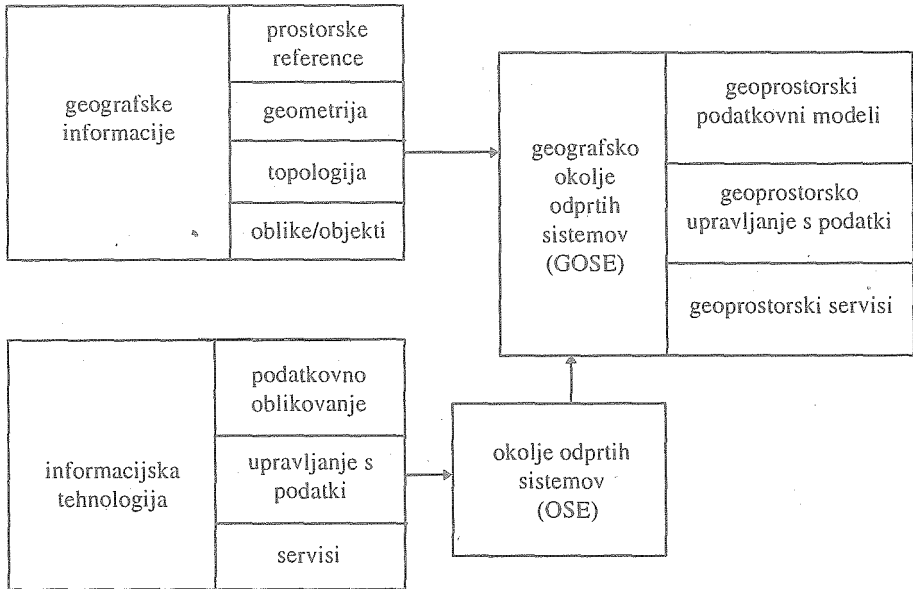 geografske
informacije
prostorske
reference
geometrija
topologija
oblike/objekti
geografsko
okolje
odprtih
sistemov
(GOSE)
geoprostorski
podatkovni modeli
geoprostorsko
upravljanje s podatki
geoprostorski servisi
informacijska
tehnologija
podatkovno
oblikovanje
upravljanje s
podatki
servisi
okolje odprtih
sistemov
(OSE)